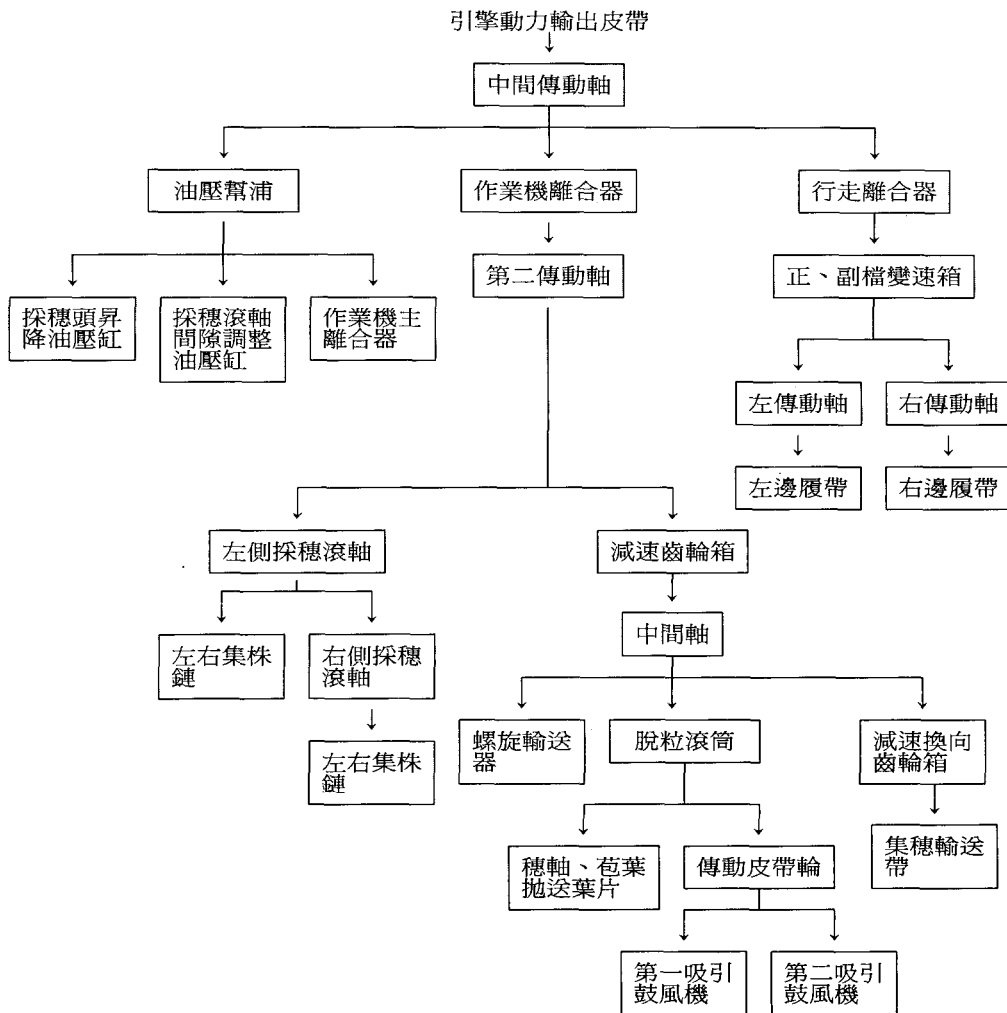 引擎動力輸出皮帶
中間傳動軸
油壓幫浦
作業機離合器
行走離合器
第二傳動軸
正、副檔變速箱
採穗頭昇
降油壓缸
採穗滾軸
間隙調整
油壓缸
作業機主
離合器
左傳動軸
右傳動軸
左邊履帶
右邊履帶
左側採穗滾軸
減速齒輪箱
中間軸
左右集株
鏈
右側採穗
滾軸
螺旋輸送
器
脫粒滾筒
減速換向
齒輪箱
左右集株
鏈
穗軸、苞葉
拋送葉片
傳動皮帶輪
集穗輸送
帶
第一吸引
鼓風機
第二吸引
鼓風機